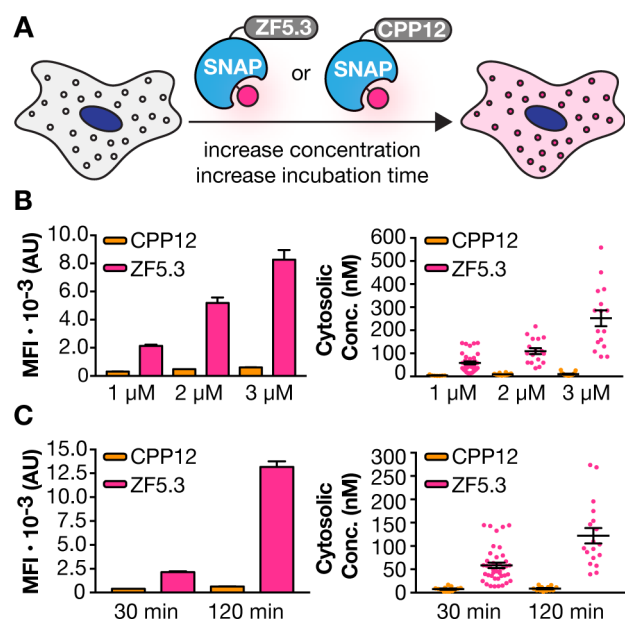 A
ZF5.3
CPP12
SNAP
or
SNAP
increase concentration
increase incubation time
B
MFI · 10⁻³ (AU)
10.0
8.0
6.0
4.0
2.0
CPP12
ZF5.3
1 µM
2 µM
3 µM
Cytosolic
Conc. (nM)
600
500
400
300
200
100
0
CPP12
ZF5.3
1 µM
2 µM
3 µM
C
MFI · 10⁻³ (AU)
15.0
12.5
10.0
7.5
5.0
2.5
0
CPP12
ZF5.3
30 min
120 min
Cytosolic
Conc. (nM)
300
250
200
150
100
50
0
CPP12
ZF5.3
30 min
120 min